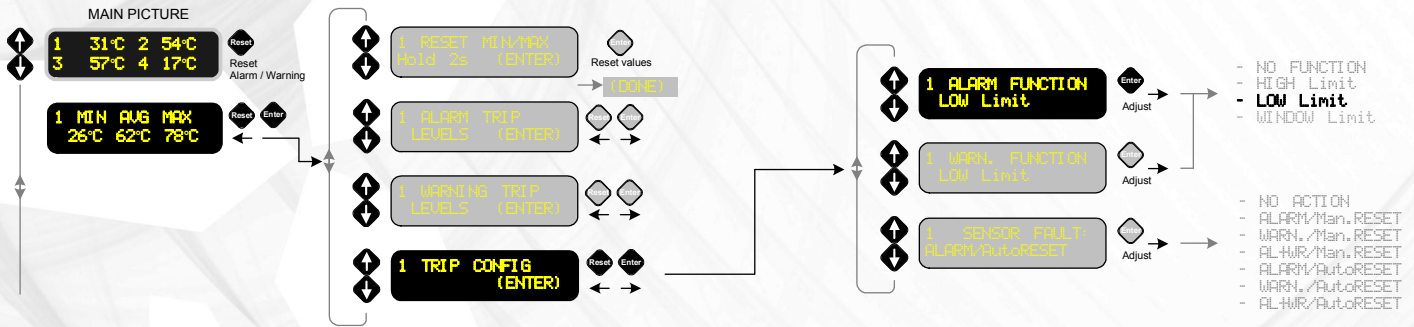 MAIN PICTURE
1 31°C 2 54°C
3 57°C 4 17°C
Reset
Reset
Alarm / Warning
1 MIN AVG MAX
26°C 62°C 78°C
Reset Enter
1 RESET MIN/MAX
Hold 2s (ENTER)
Enter
Reset values
(DONE)
1 ALARM TRIP
LEVELS (ENTER)
Reset Enter
1 WARNING TRIP
LEVELS (ENTER)
Reset Enter
1 TRIP CONFIG
(ENTER)
Reset Enter
1 ALARM FUNCTION
LOW Limit
Enter
Adjust
- NO FUNCTION
- HIGH Limit
- LOW Limit
- WINDOW Limit
1 WARN. FUNCTION
LOW Limit
Enter
Adjust
1 SENSOR FAULT:
ALARM/AutoRESET
Enter
Adjust
- NO ACTION
- ALARM/Man.RESET
- WARN./Man.RESET
- AL+WR/Man.RESET
- ALARM/AutoRESET
- WARN./AutoRESET
- AL+WR/AutoRESET